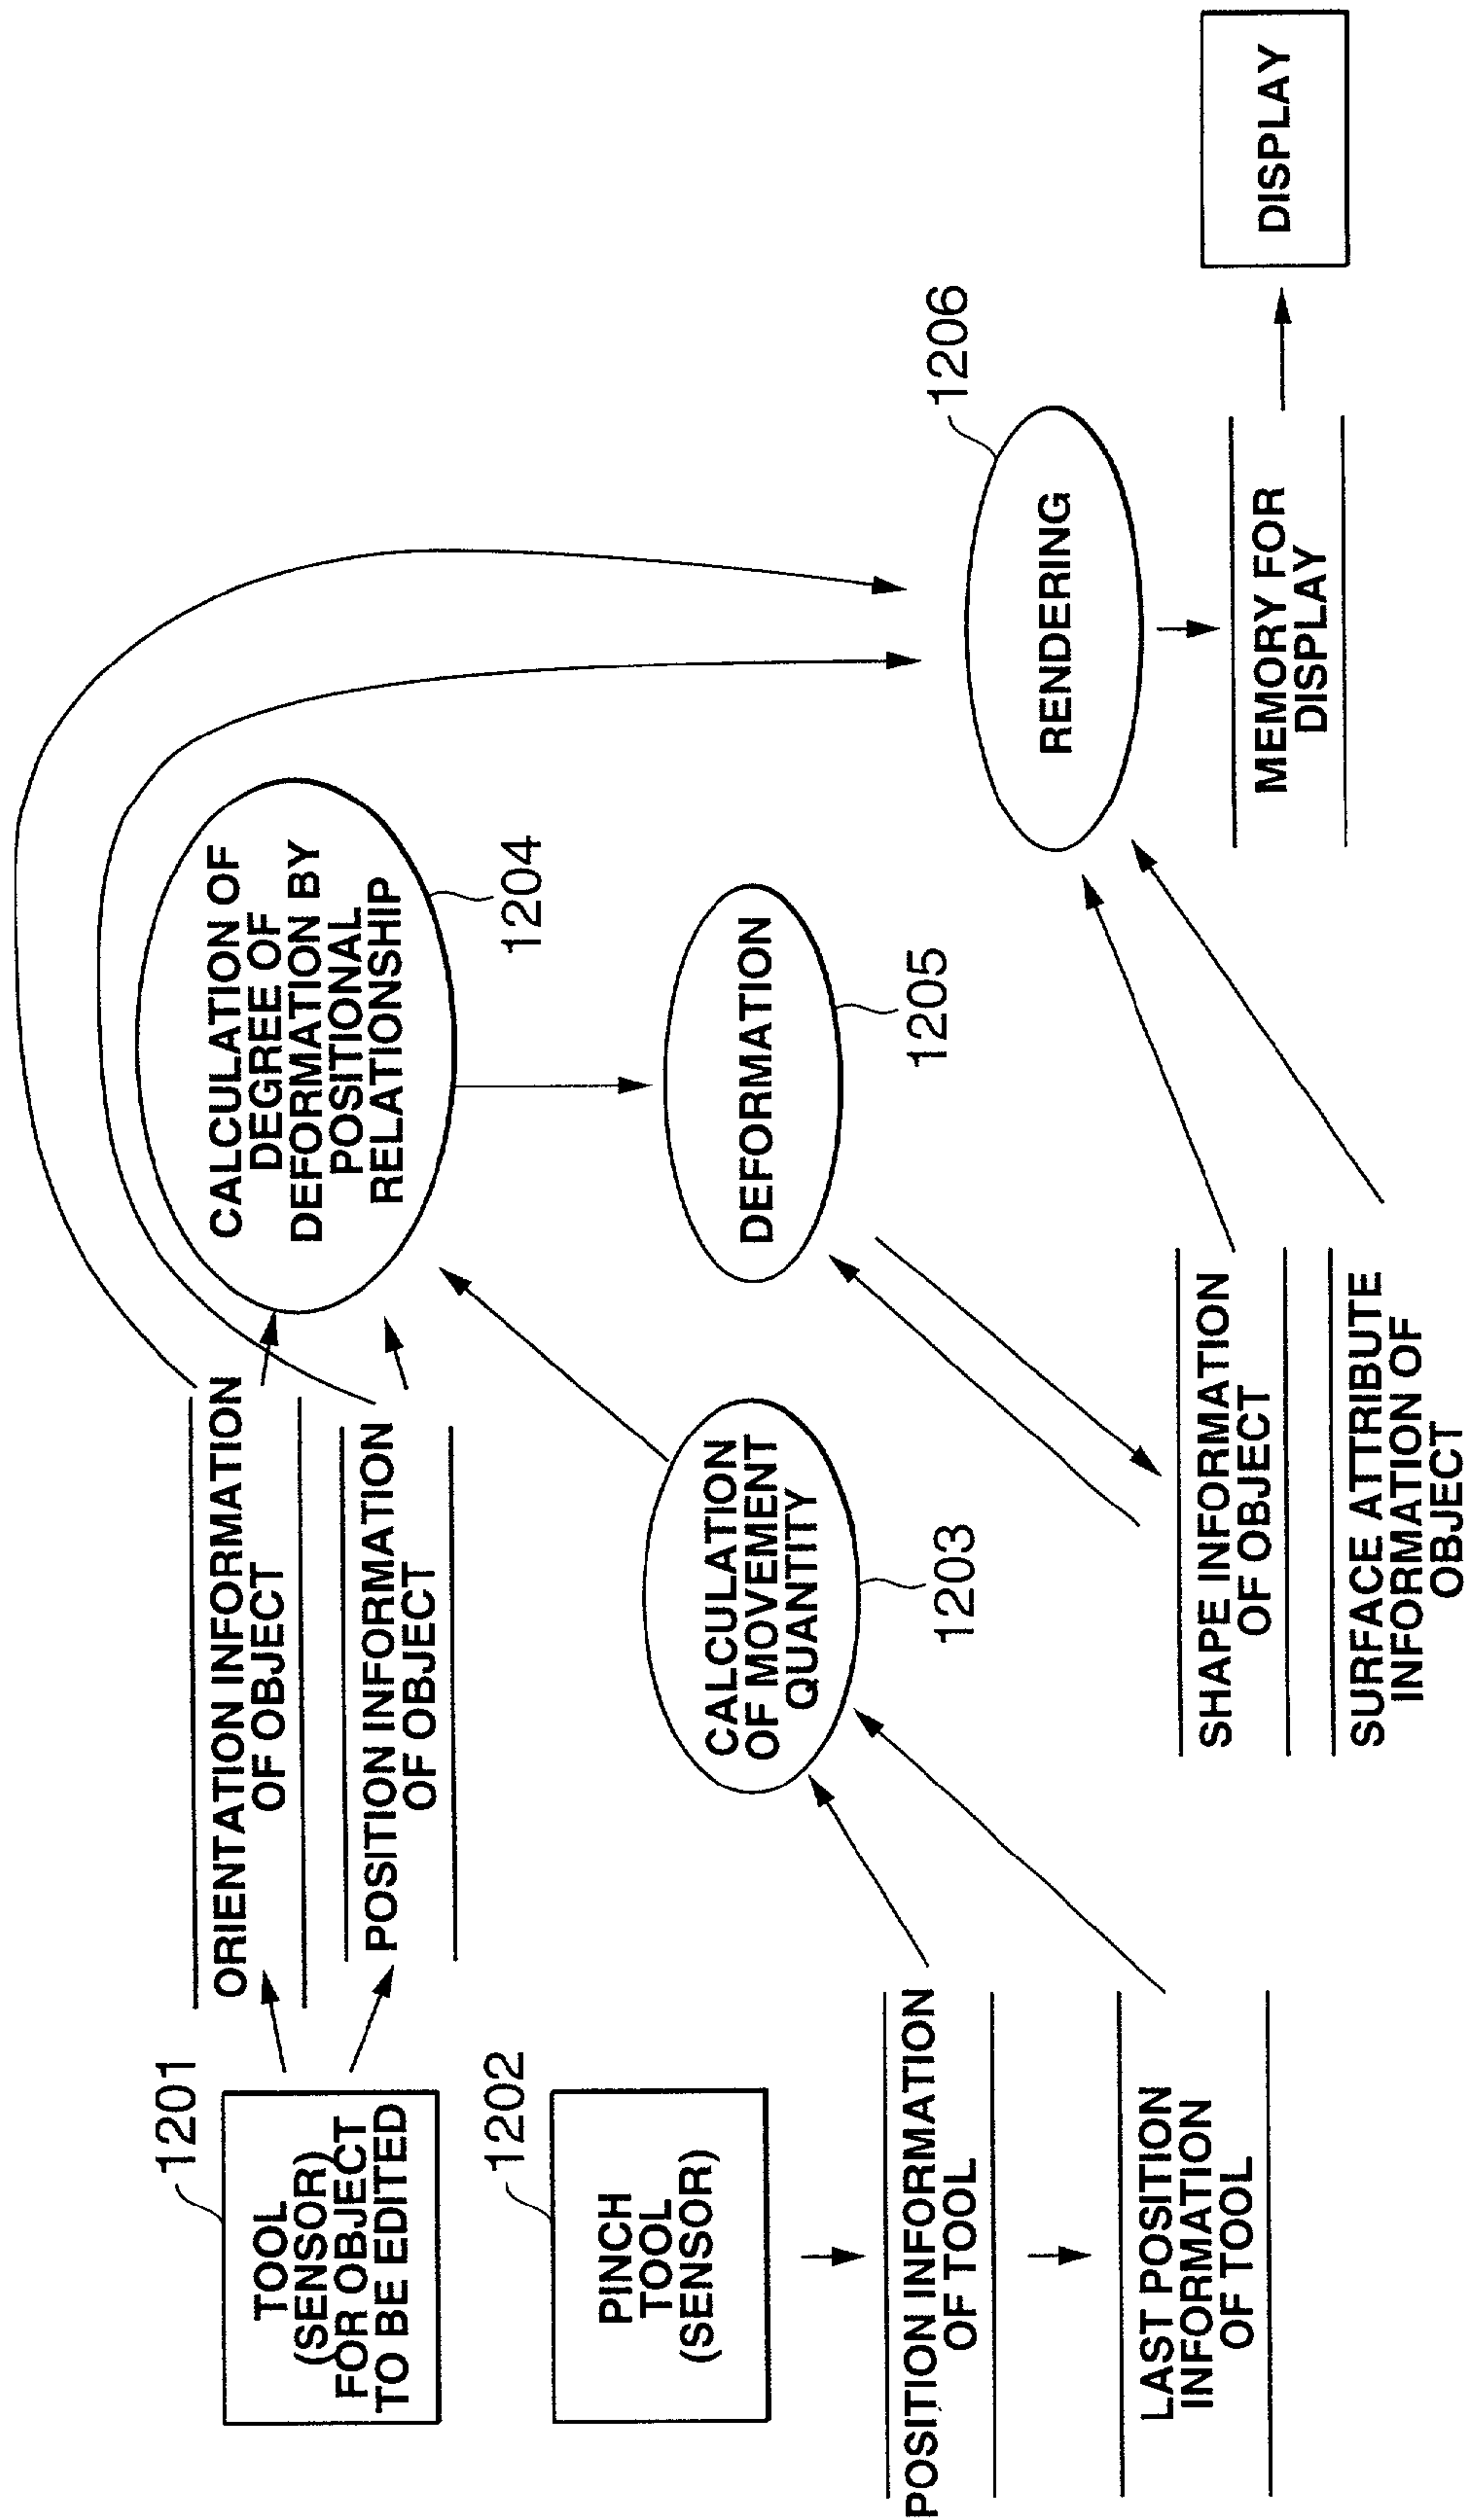 1201
TOOL
(SENSOR)
FOR OBJECT
TO BE EDITED
ORIENTATION INFORMATION
OF OBJECT
POSITION INFORMATION
OF OBJECT
CALCULATION OF
DEGREE OF
DEFORMATION BY
POSITIONAL
RELATIONSHIP
1204
1202
PINCH
TOOL
(SENSOR)
CALCULATION
OF MOVEMENT
QUANTITY
1203
DEFORMATION
1205
POSITION INFORMATION
OF TOOL
LAST POSITION
INFORMATION
OF TOOL
SHAPE INFORMATION
OF OBJECT
SURFACE ATTRIBUTE
INFORMATION OF
OBJECT
1206
RENDERING
MEMORY FOR
DISPLAY
DISPLAY